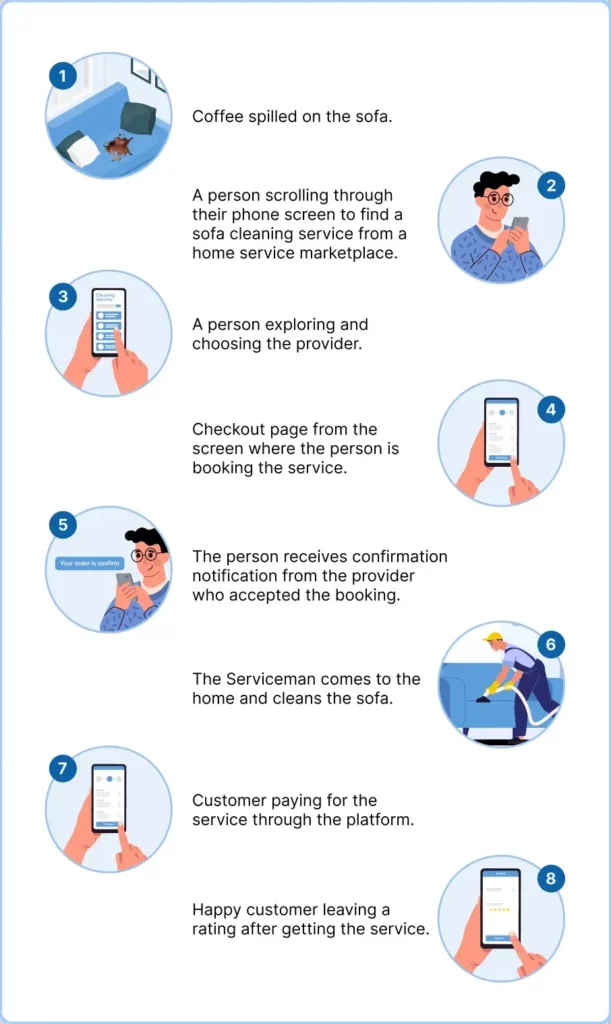 1
Coffee spilled on the sofa.
2
A person scrolling through
their phone screen to find a
sofa cleaning service from a
home service marketplace.
3
Cleaning
Service
A person exploring and
choosing the provider.
4
Checkout page from the
screen where the person is
booking the service.
5
Your order is confirm
The person receives confirmation
notification from the provider
who accepted the booking.
6
The Serviceman comes to the
home and cleans the sofa.
7
Customer paying for the
service through the platform.
8
Happy customer leaving a
rating after getting the service.